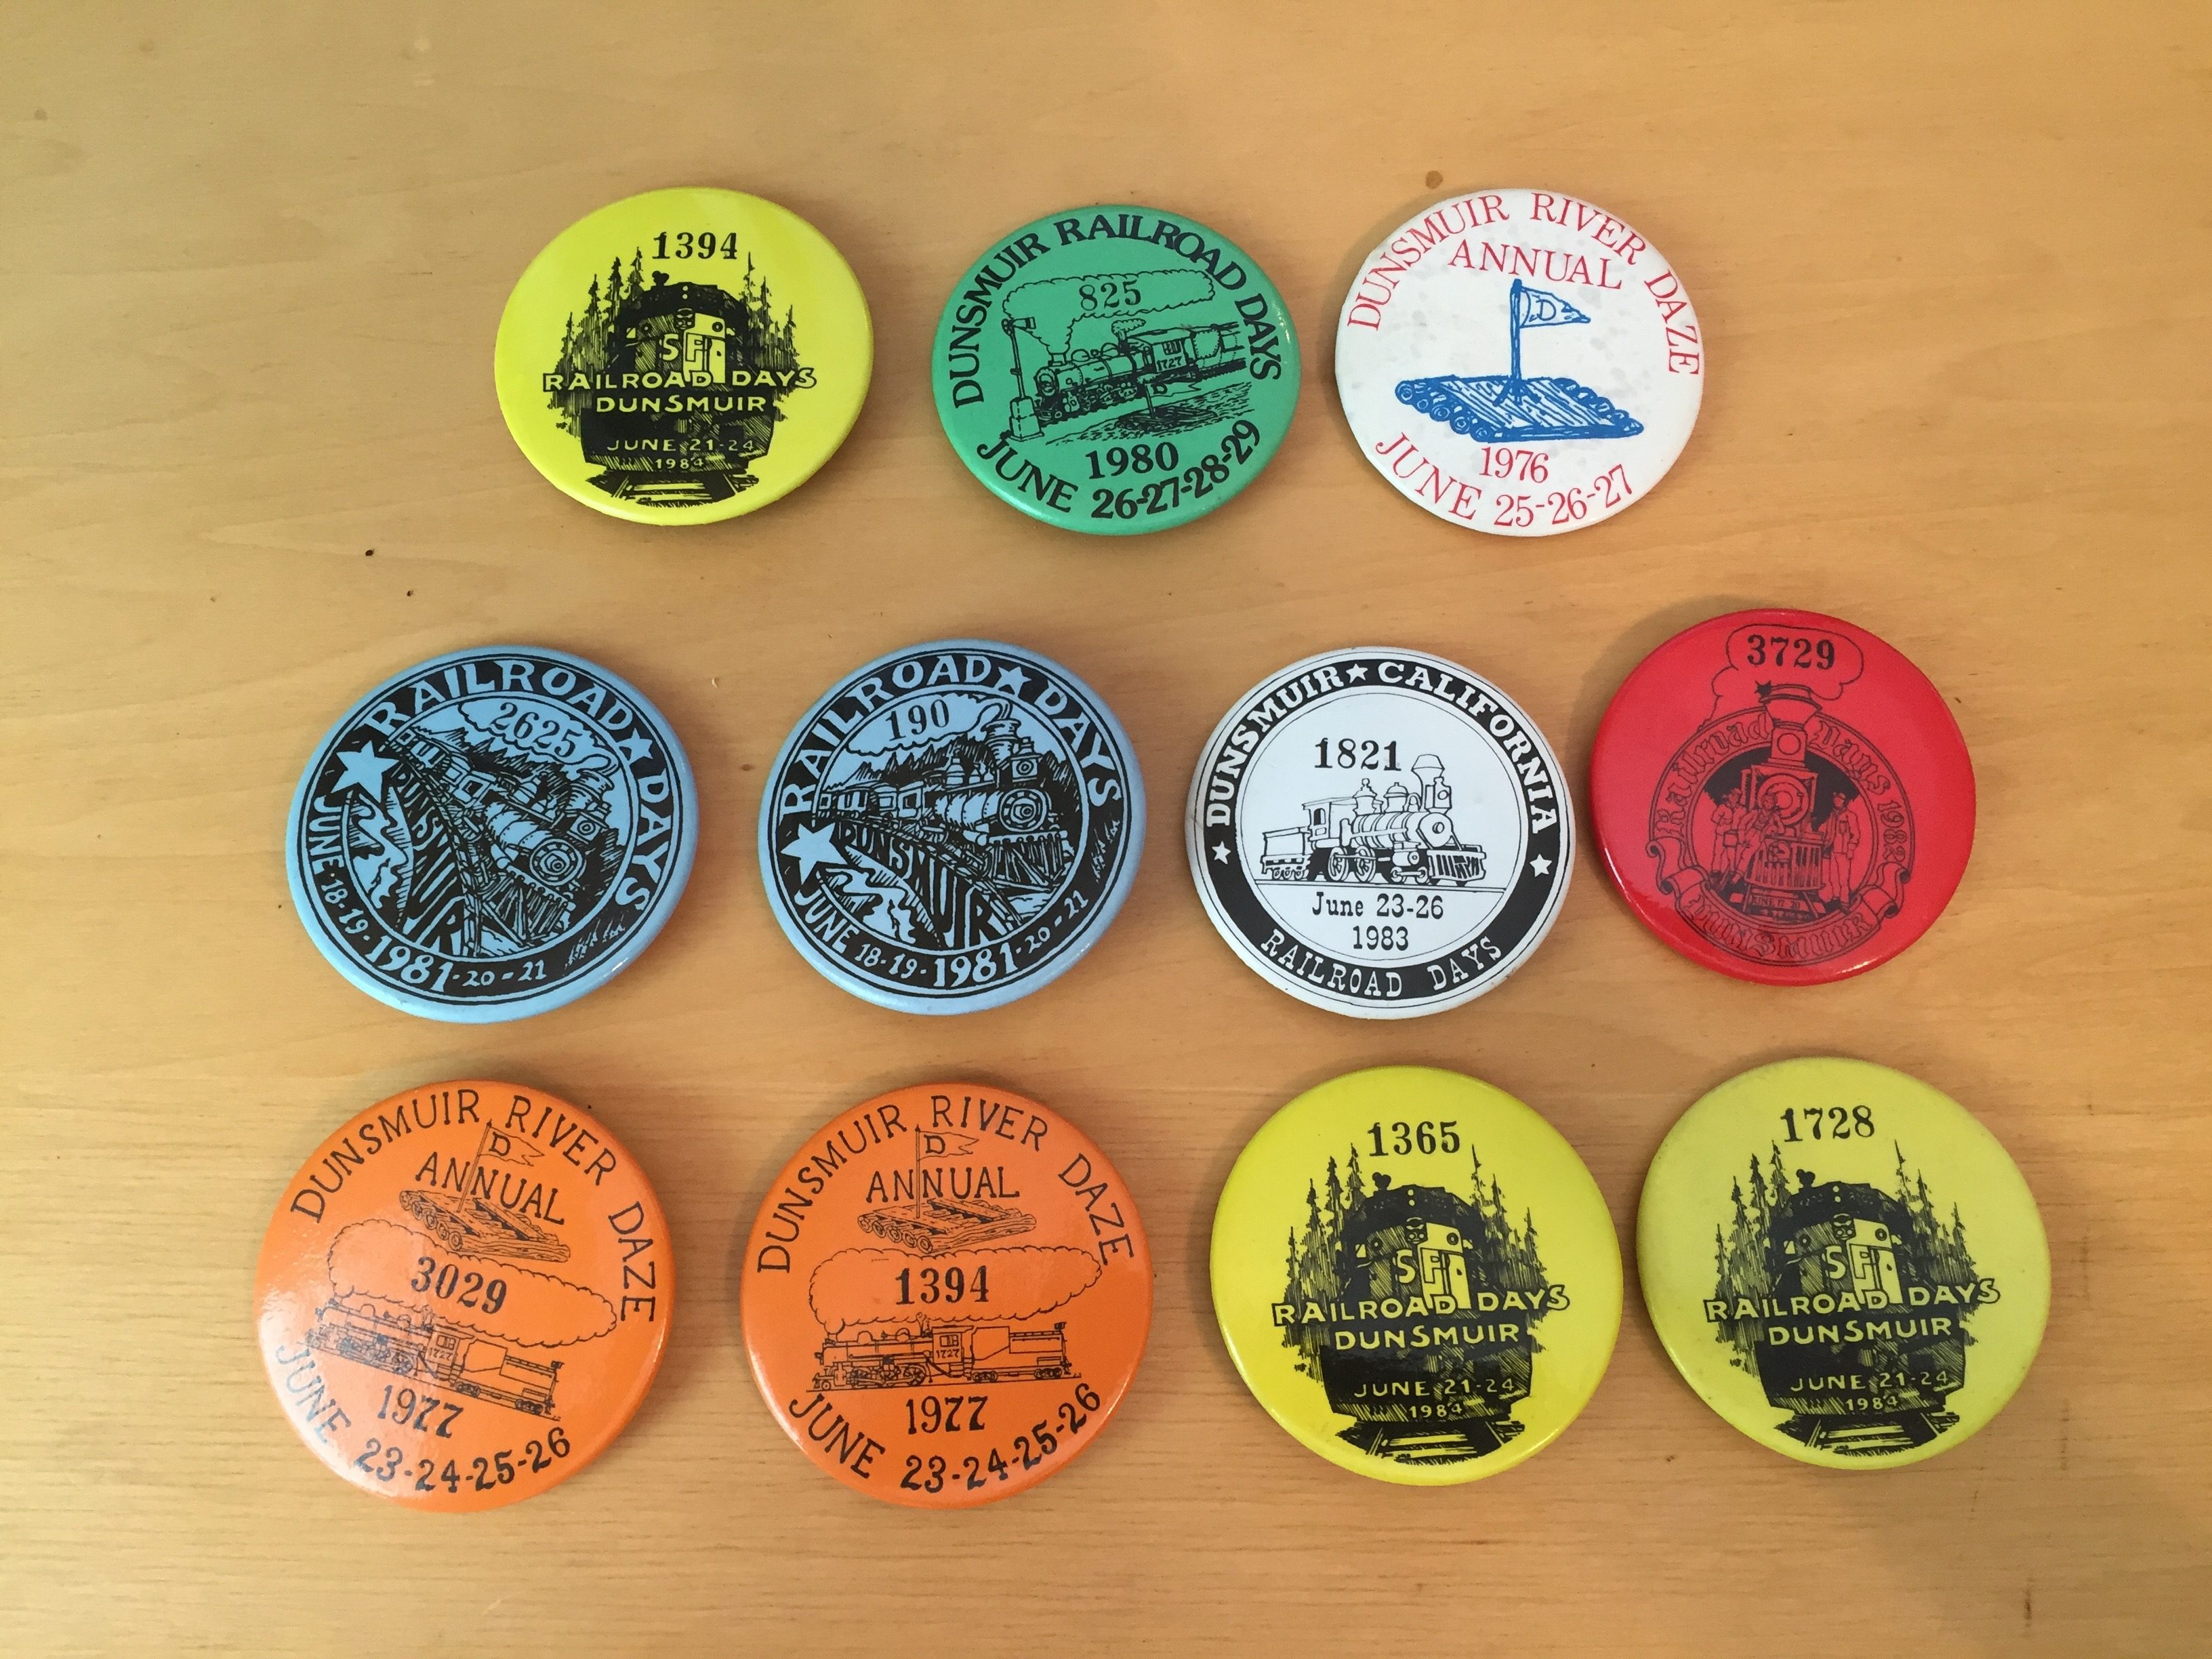 1394
SF
RAILROAD DAYS
DUNSMUIR
JUNE 21-24
1984
DUNSMUIR RAILROAD DAYS
825
1727
1980
JUNE 26-27-28-29
DUNSMUIR RIVER DAZE
ANNUAL
D
1976
JUNE 25-26-27
RAILROAD★DAYS
2625
DUNSMUIR
JUNE·18-19·1981·20-21
RAILROAD★DAYS
190
DUNSMUIR
JUNE 18-19·1981·20-21
DUNSMUIR★CALIFORNIA
1821
June 23-26
1983
RAILROAD DAYS
3729
Railroad Days 1982
Dunsmuir
DUNSMUIR RIVER DAZE
D
ANNUAL
3029
1977
JUNE 23-24-25-26
DUNSMUIR RIVER DAZE
D
ANNUAL
1394
1727
1977
JUNE 23-24-25-26
1365
SF
RAILROAD DAYS
DUNSMUIR
JUNE 21-24
1984
1728
SF
RAILROAD DAYS
DUNSMUIR
JUNE 21-24
1984